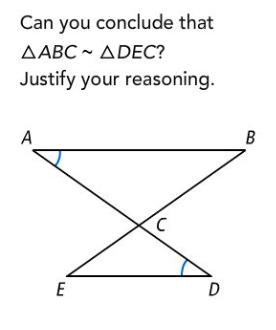 Can you conclude that
△ABC ~ △DEC?
Justify your reasoning.
A
B
C
E
D